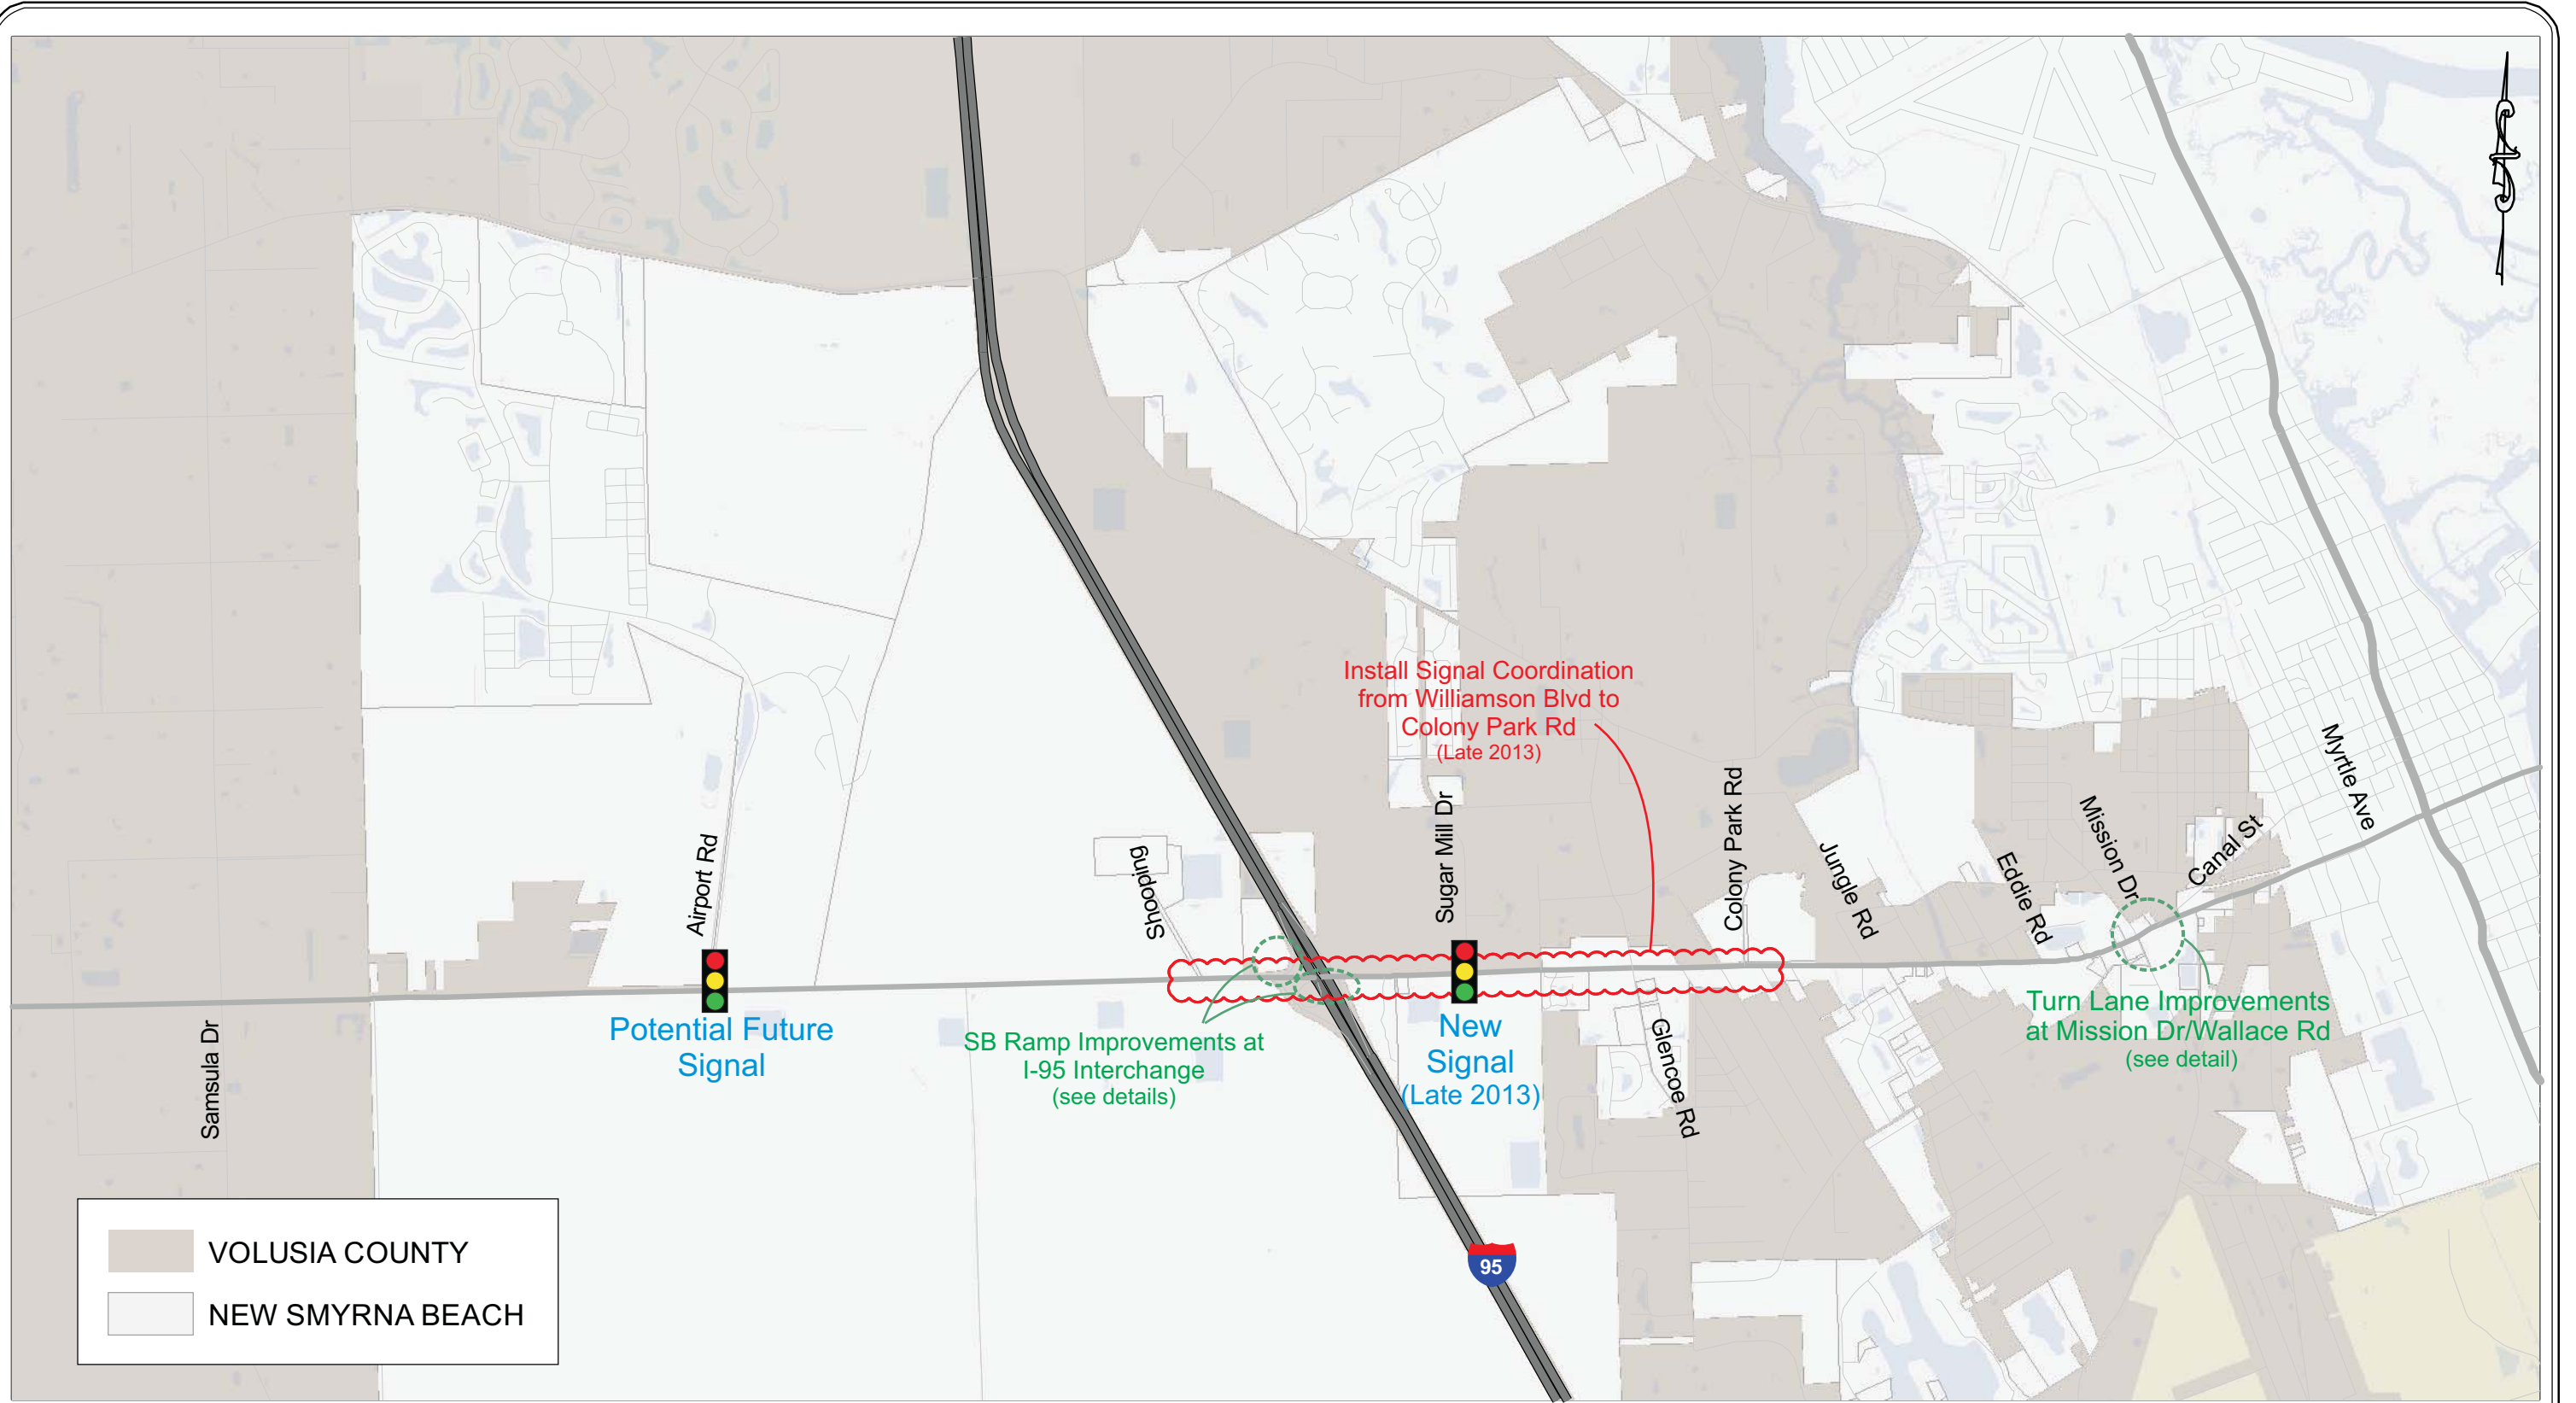 Install Signal Coordination
from Williamson Blvd to
Colony Park Rd
(Late 2013)
Myrtle Ave
Colony Park Rd
Sugar Mill Dr
Mission Dr
Canal St
Airport Rd
Shooping
Jungle Rd
Eddie Rd
Potential Future
Signal
SB Ramp Improvements at
I-95 Interchange
(see details)
New
Signal
(Late 2013)
Glencoe Rd
Turn Lane Improvements
at Mission Dr/Wallace Rd
(see detail)
Samsula Dr
95
VOLUSIA COUNTY
NEW SMYRNA BEACH